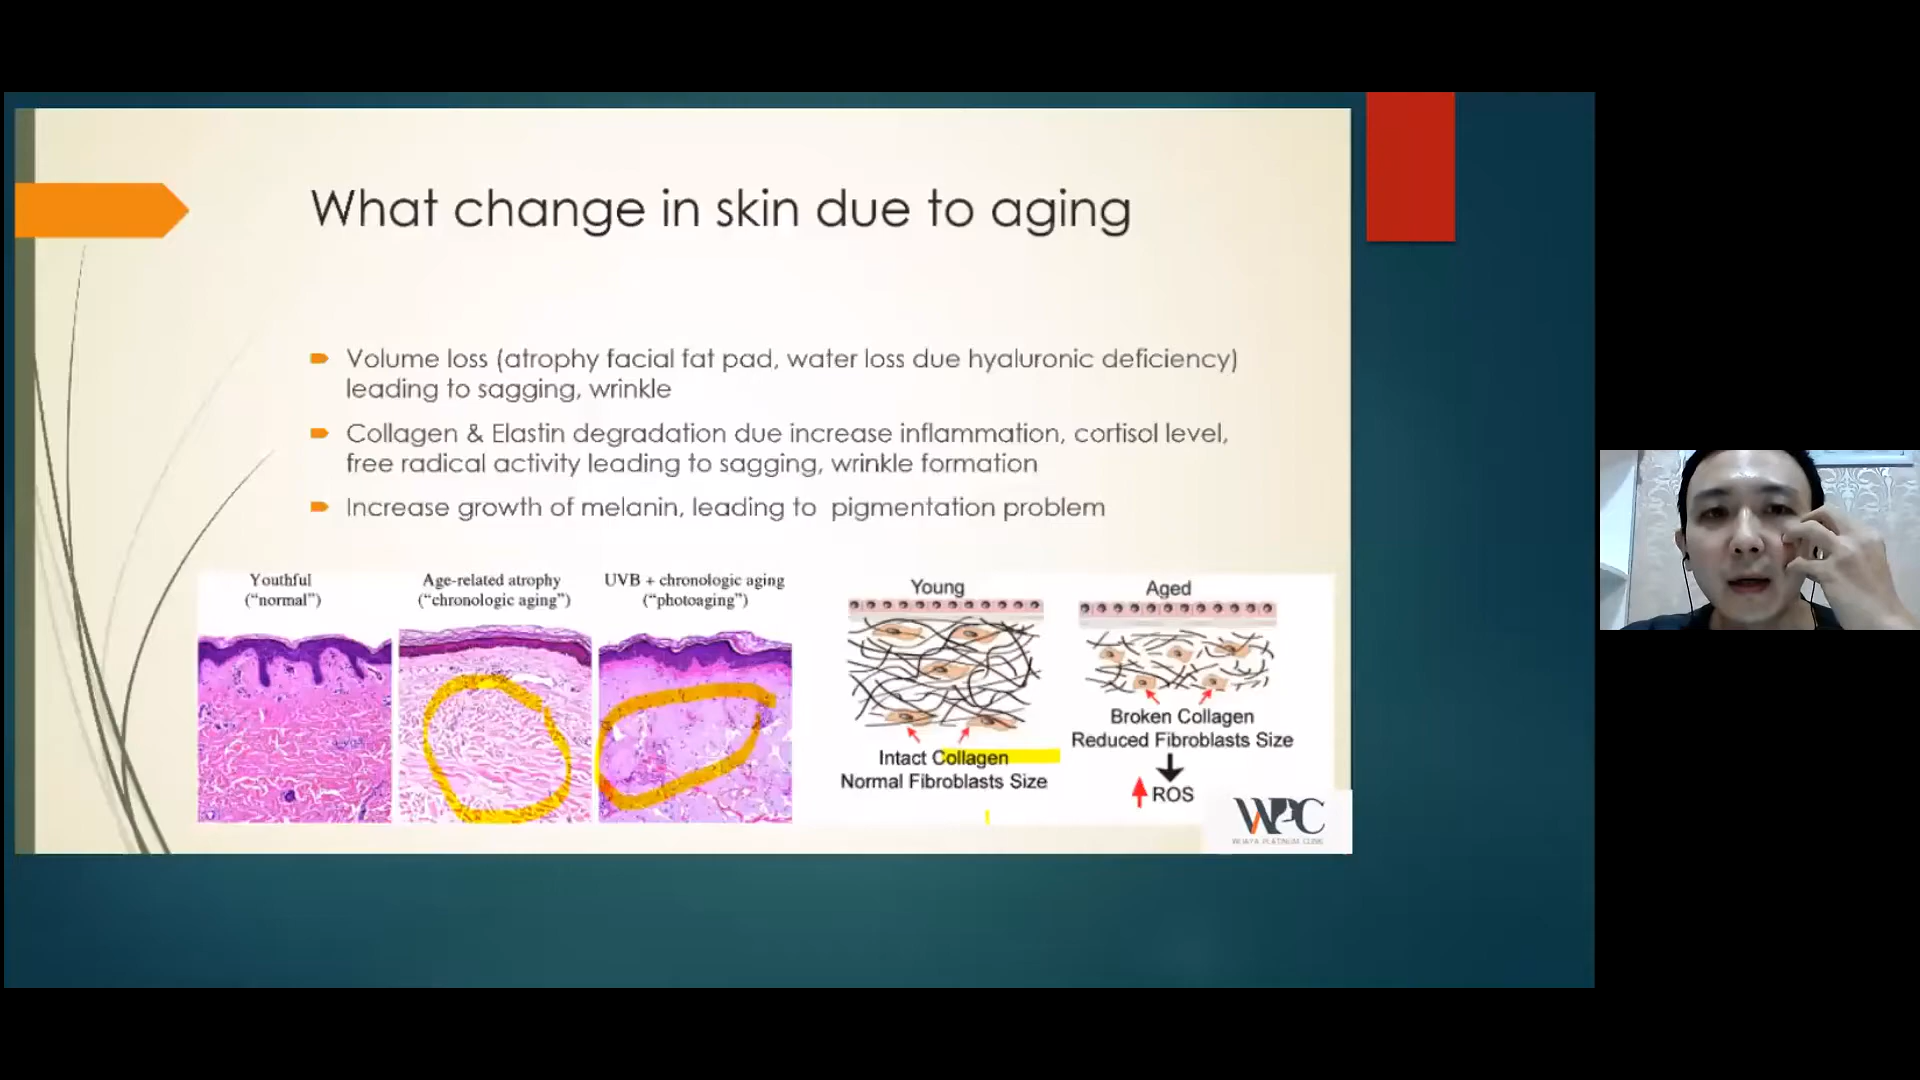 What change in skin due to aging
Volume loss (atrophy facial fat pad, water loss due hyaluronic deficiency)
leading to sagging, wrinkle
Collagen & Elastin degradation due increase inflammation, cortisol level,
free radical activity leading to sagging, wrinkle formation
Increase growth of melanin, leading to pigmentation problem
Youthful
(“normal”)
Age-related atrophy
(“chronologic aging”)
UVB + chronologic aging
(“photoaging”)
Young
Intact Collagen
Normal Fibroblasts Size
Aged
Broken Collagen
Reduced Fibroblasts Size
ROS
WPC
WIJAYA PLATINUM CLINIC